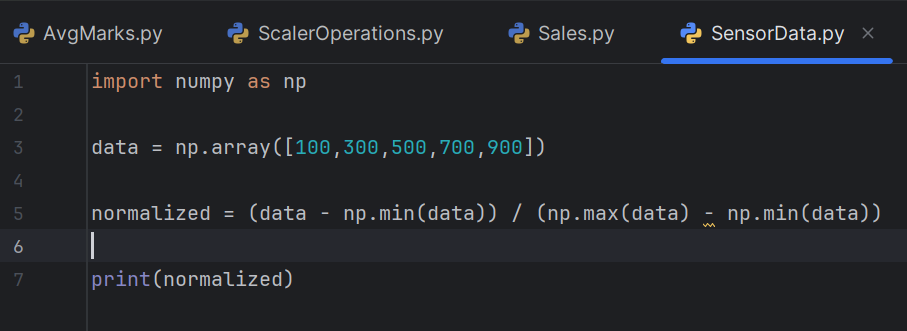 AvgMarks.py ScalerOperations.py Sales.py SensorData.py ×
1 import numpy as np
2
3 data = np.array([100,300,500,700,900])
4
5 normalized = (data - np.min(data)) / (np.max(data) - np.min(data))
6
7 print(normalized)